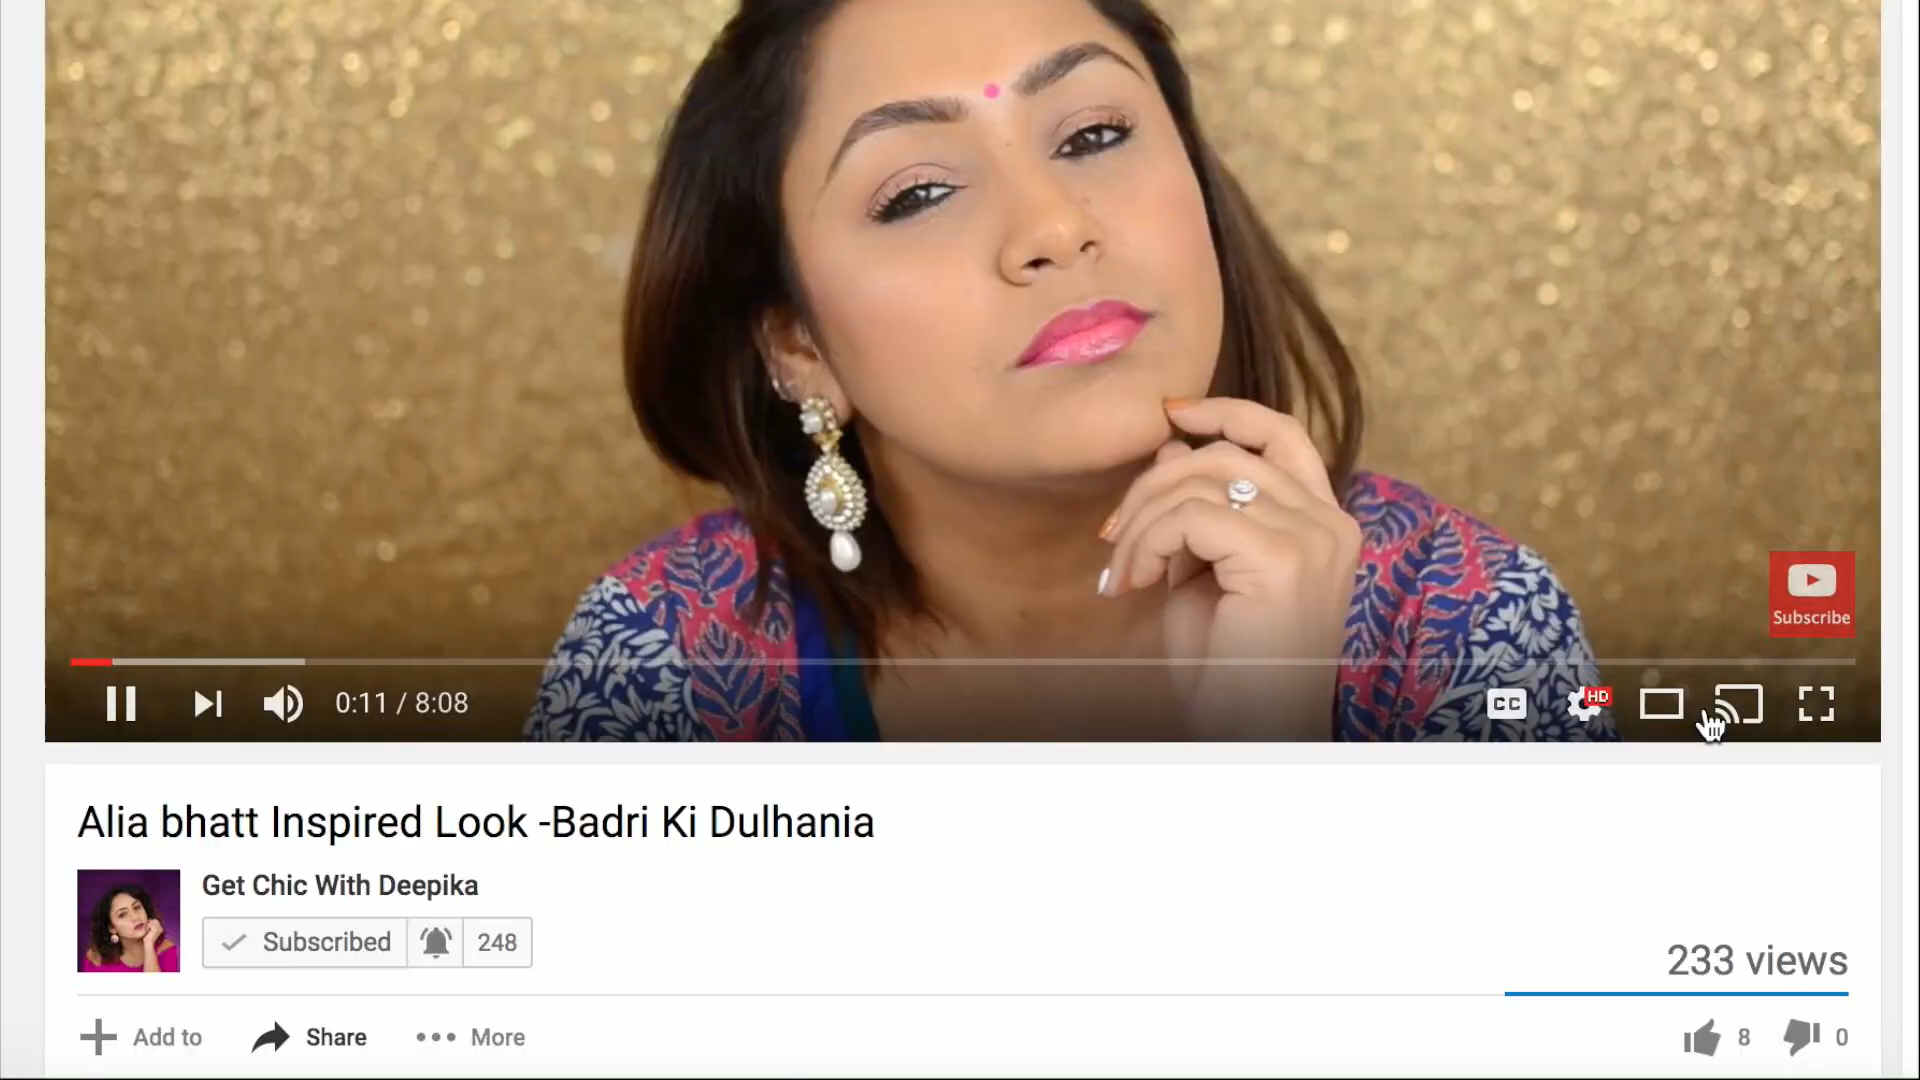 Subscribe
0:11 / 8:08
CC
HD
Alia bhatt Inspired Look -Badri Ki Dulhania
Get Chic With Deepika
Subscribed 248
233 views
Add to Share More 8 0